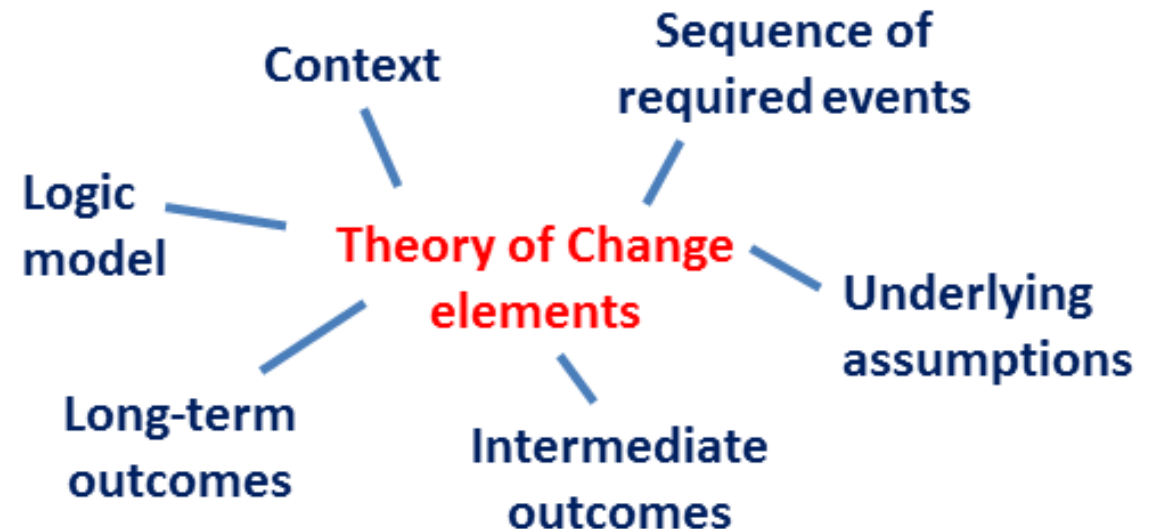 Context
Sequence of
required events
Logic
model
Theory of Change
elements
Underlying
assumptions
Long-term
outcomes
Intermediate
outcomes